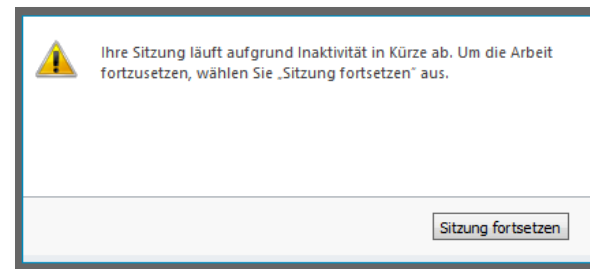 Ihre Sitzung läuft aufgrund Inaktivität in Kürze ab. Um die Arbeit
fortzusetzen, wählen Sie „Sitzung fortsetzen“ aus.
Sitzung fortsetzen